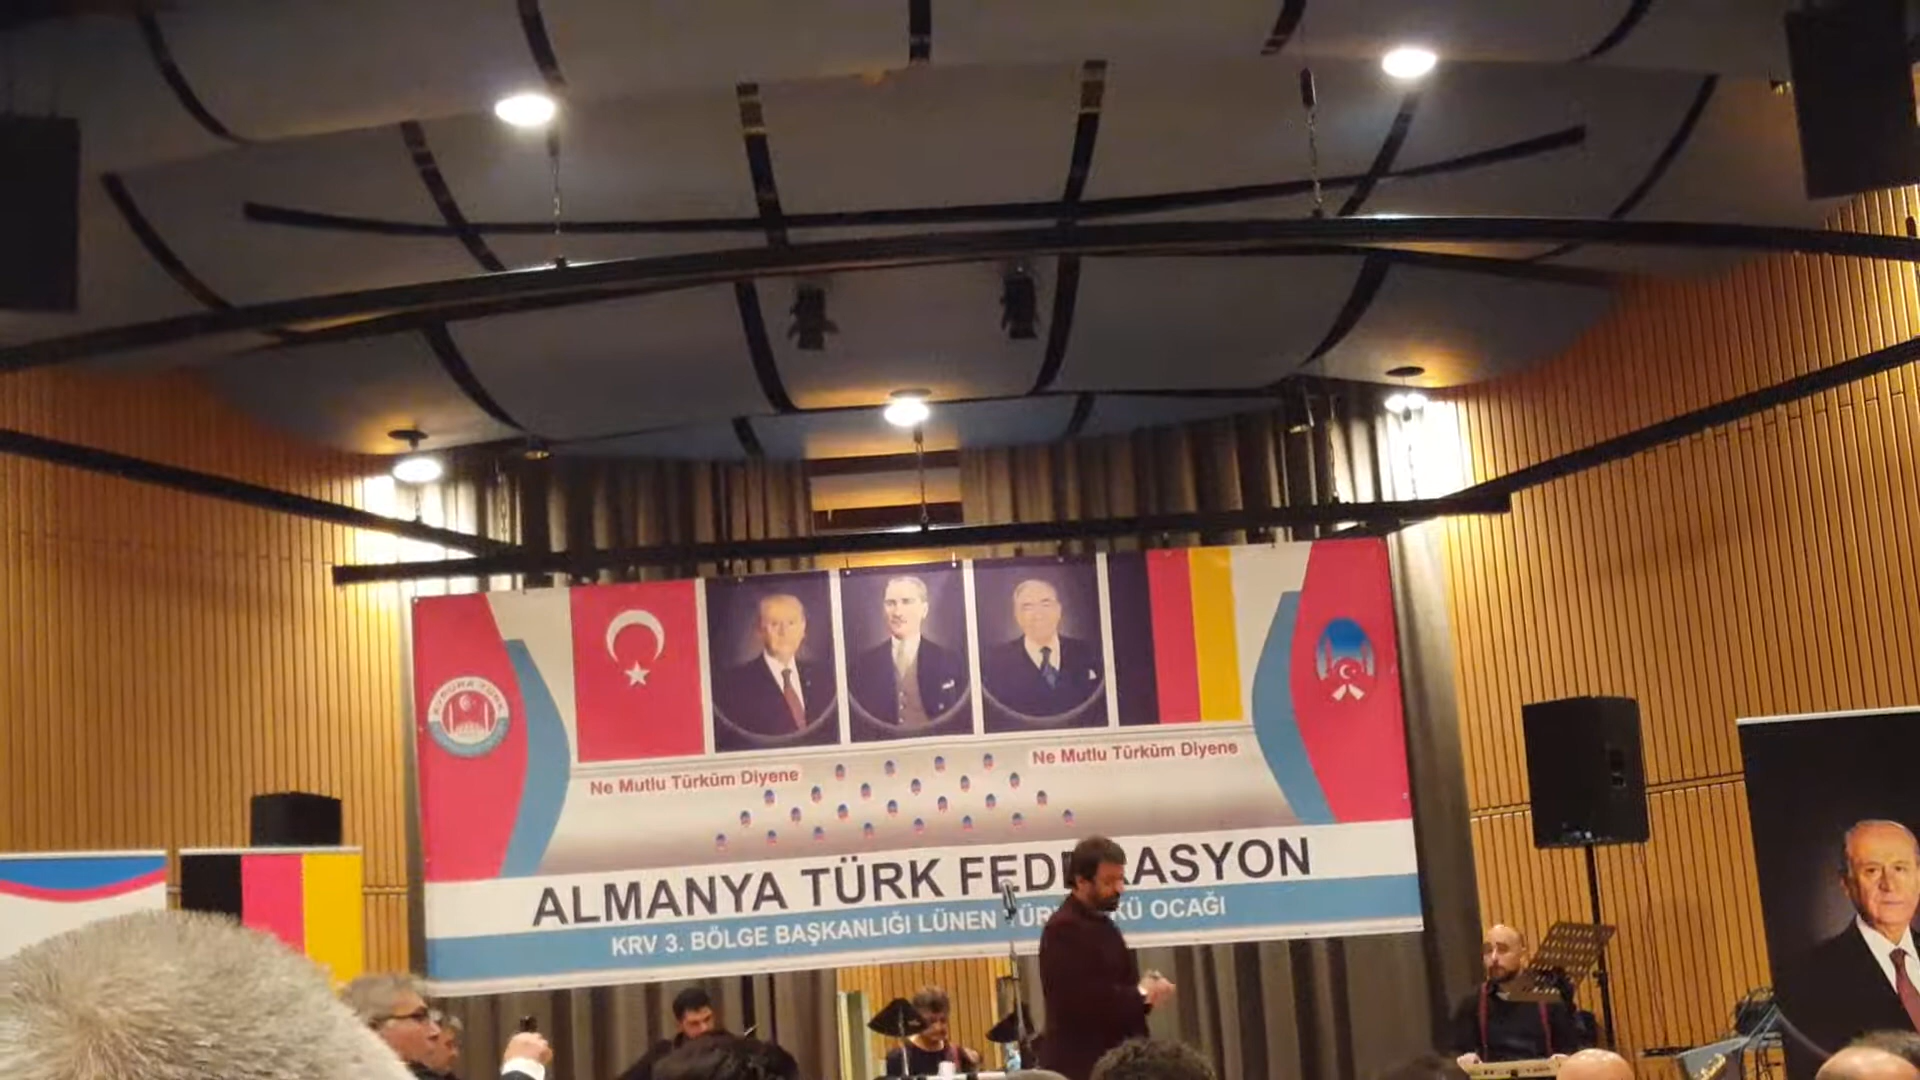 Ne Mutlu Türküm Diyene
Ne Mutlu Türküm Diyene
ALMANYA TÜRK FEDERASYON
KRV 3. BÖLGE BAŞKANLIĞI LÜNEN OCAĞI